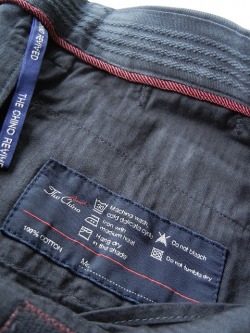 THE CHINO REVIVED
The Chino
Machine wash
cold delicate cycle
Iron with
medium heat
Hang dry
in the shade
Do not bleach
Do not tumble dry
100% COTTON